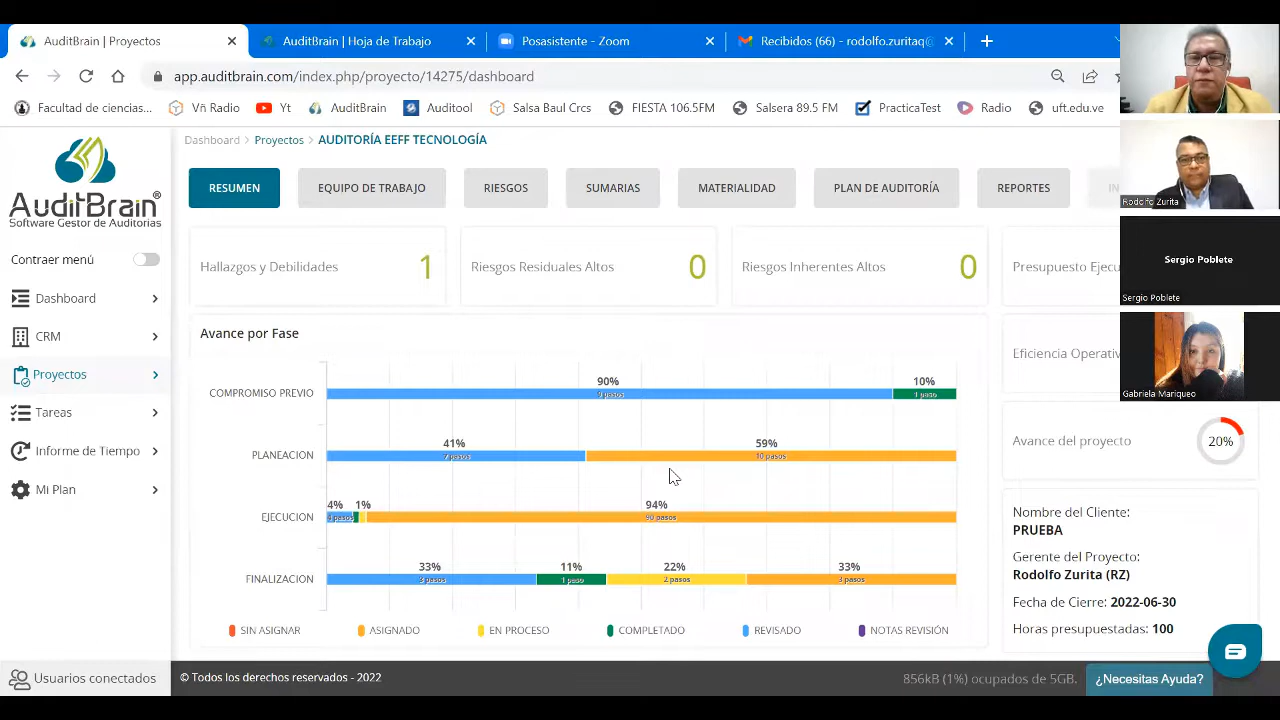 AuditBrain | Proyectos
AuditBrain | Hoja de Trabajo
Posasistente - Zoom
Recibidos (66) - rodolfo.zuritaq@
app.auditbrain.com/index.php/proyecto/14275/dashboard
Facultad de ciencias...
Vñ Radio
Yt
AuditBrain
Auditool
Salsa Baul Crcs
FIESTA 106.5FM
Salsera 89.5 FM
PracticaTest
Radio
uft.edu.ve
AuditBrain®
Software Gestor de Auditorias
Contraer menú
Dashboard
CRM
Proyectos
Tareas
Informe de Tiempo
Mi Plan
Usuarios conectados
Dashboard Proyectos AUDITORÍA EEFF TECNOLOGÍA
RESUMEN
EQUIPO DE TRABAJO
RIESGOS
SUMARIAS
MATERIALIDAD
PLAN DE AUDITORÍA
REPORTES
Hallazgos y Debilidades 1
Riesgos Residuales Altos 0
Riesgos Inherentes Altos 0
Presupuesto Ejecu
Avance por Fase
90% 10%
COMPROMISO PREVIO 9 pasos 1 paso
41% 59%
PLANEACION 7 pasos 10 pasos
4% 1% 94%
EJECUCION 4 pasos 90 pasos
33% 11% 22% 33%
FINALIZACION 3 pasos 1 paso 2 pasos 3 pasos
SIN ASIGNAR
ASIGNADO
EN PROCESO
COMPLETADO
REVISADO
NOTAS REVISIÓN
Eficiencia Operativ
Avance del proyecto 20%
Nombre del Cliente:
PRUEBA
Gerente del Proyecto:
Rodolfo Zurita (RZ)
Fecha de Cierre: 2022-06-30
Horas presupuestadas: 100
© Todos los derechos reservados - 2022
856kB (1%) ocupados de 5GB.
¿Necesitas Ayuda?
Rodolfo Zurita
Sergio Poblete
Sergio Poblete
Gabriela Mariqueo